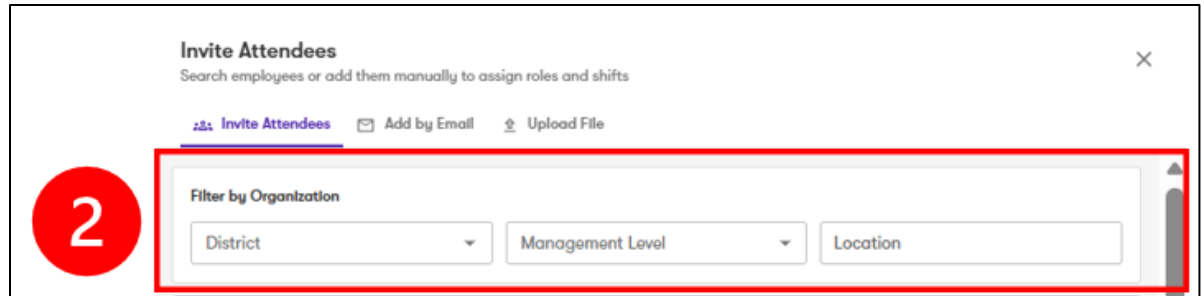 Invite Attendees
Search employees or add them manually to assign roles and shifts
Invite Attendees Add by Email Upload File
2
Filter by Organization
District Management Level Location